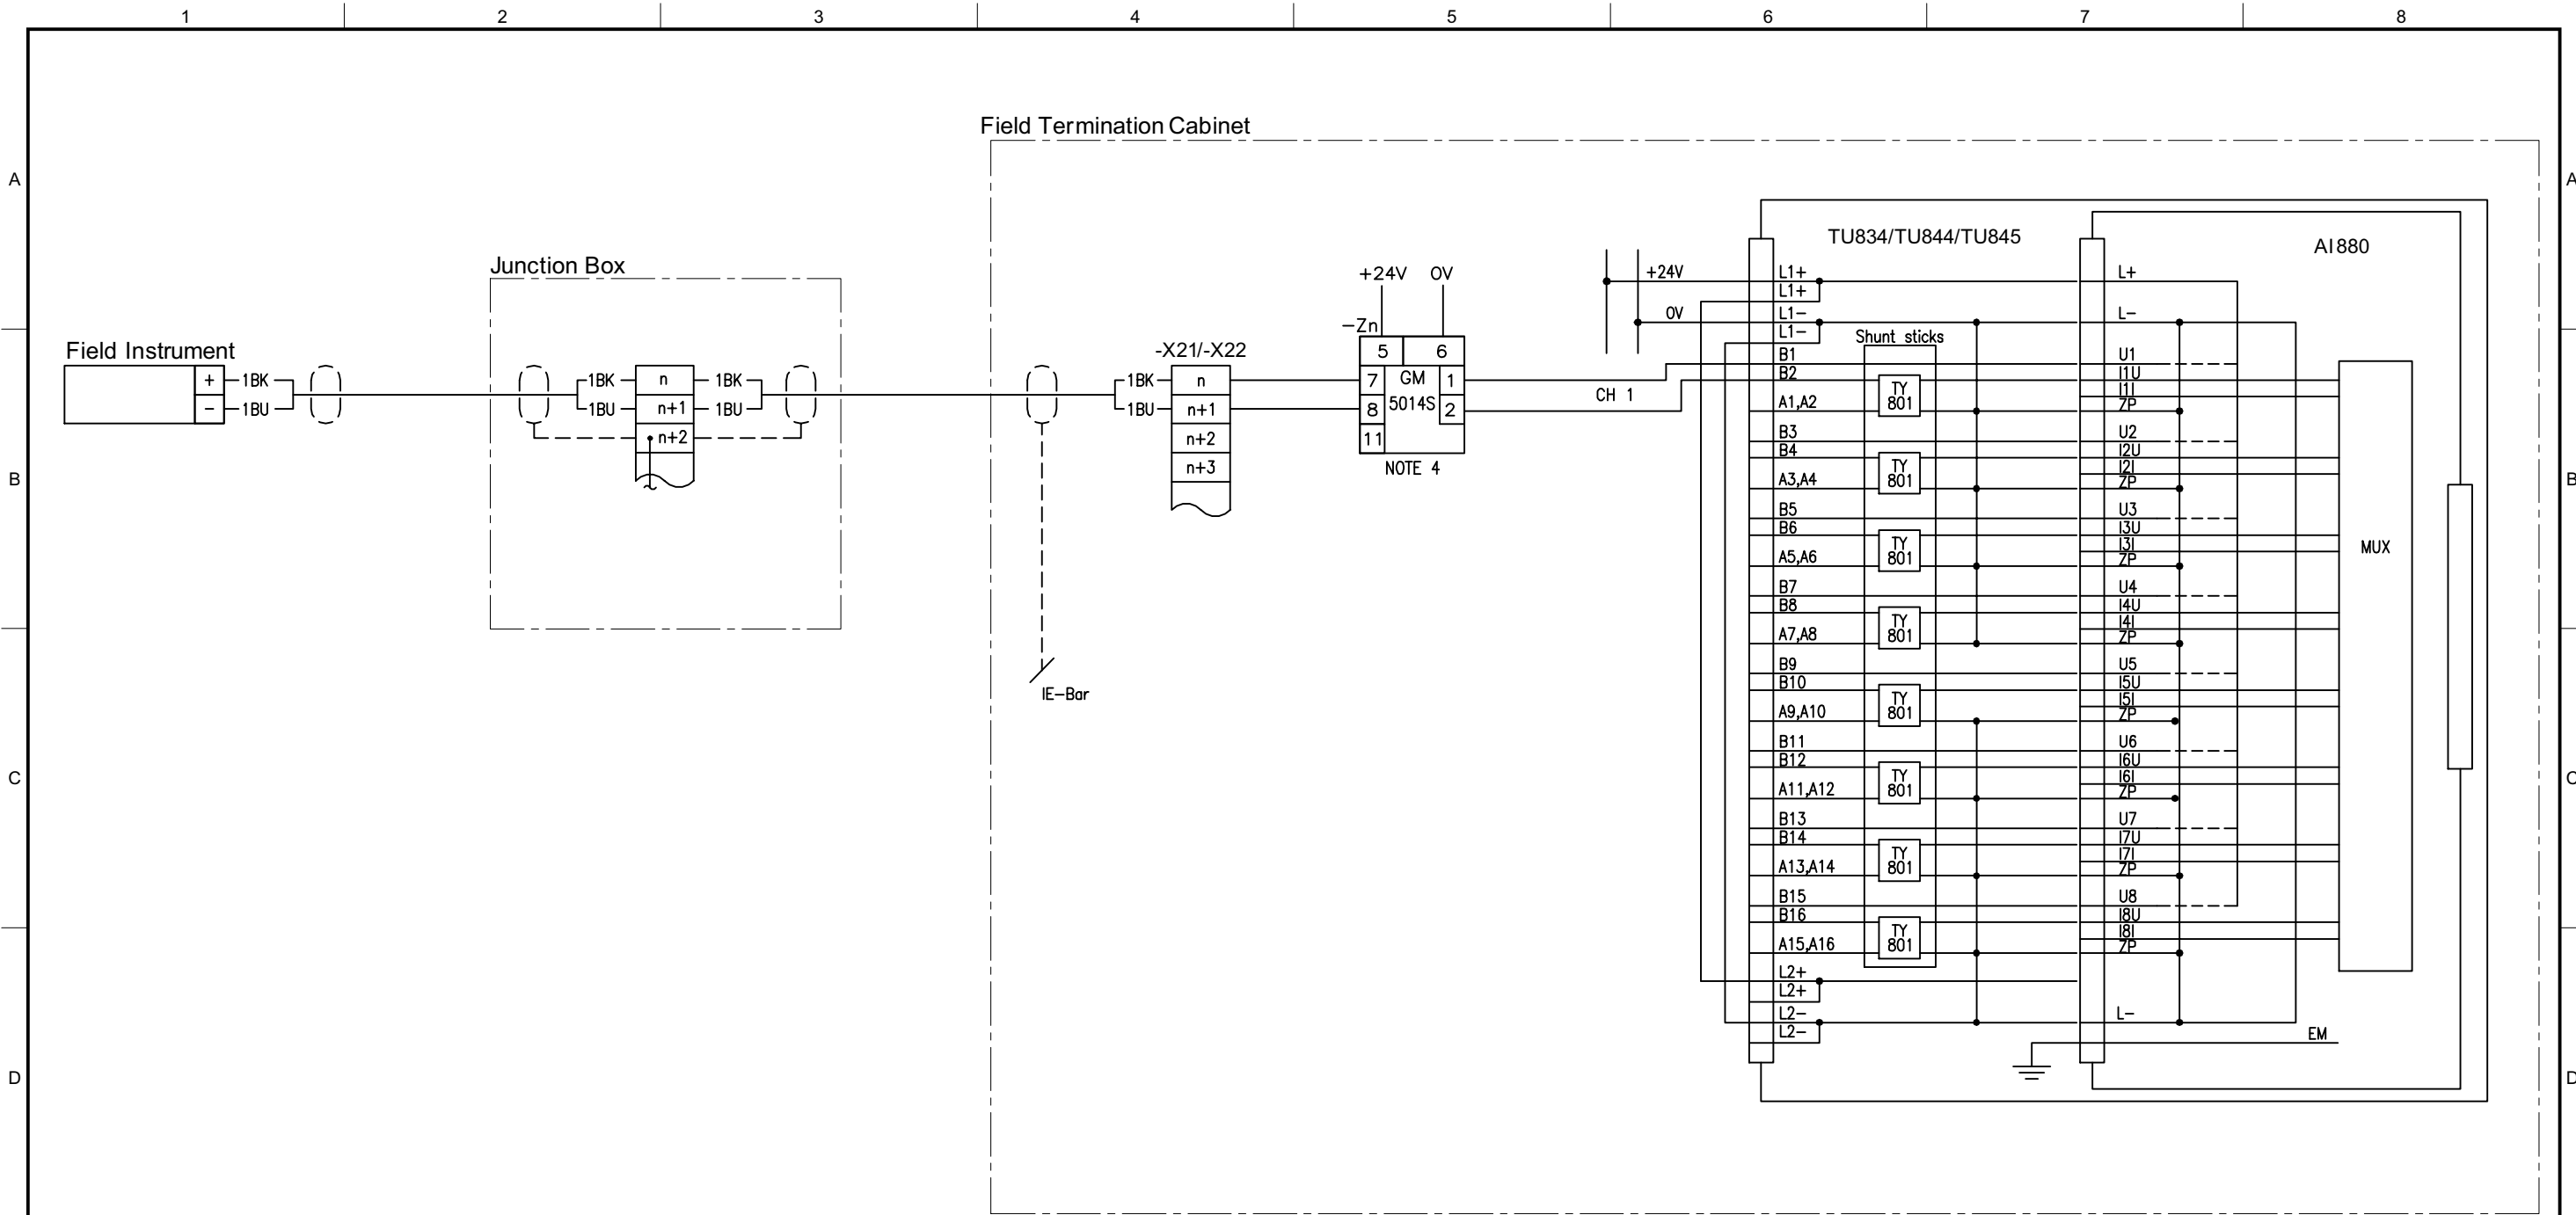 1 2 3 4 5 6 7 8
Field Termination Cabinet
A A
TU834/TU844/TU845
AI880
Junction Box
+24V 0V
+24V
0V
L1+
L1+
L1-
L1-
L+
L-
-Zn
Shunt sticks
Field Instrument
-X21/-X22
5 6
+ 1BK
- 1BU
1BK n 1BK
1BU n+1 1BU
n+2
1BK n
1BU n+1
n+2
n+3
7 GM 1
8 5014S 2
11
NOTE 4
CH 1
B1
B2
A1,A2
TY
801
U1
I1U
I1I
ZP
B B
B3
B4
A3,A4
TY
801
U2
I2U
I2I
ZP
B5
B6
A5,A6
TY
801
U3
I3U
I3I
ZP
MUX
B7
B8
A7,A8
TY
801
U4
I4U
I4I
ZP
IE-Bar
B9
B10
A9,A10
TY
801
U5
I5U
I5I
ZP
C C
B11
B12
A11,A12
TY
801
U6
I6U
I6I
ZP
B13
B14
A13,A14
TY
801
U7
I7U
I7I
ZP
B15
B16
A15,A16
TY
801
U8
I8U
I8I
ZP
L2+
L2+
L2-
L2-
L-
EM
D D